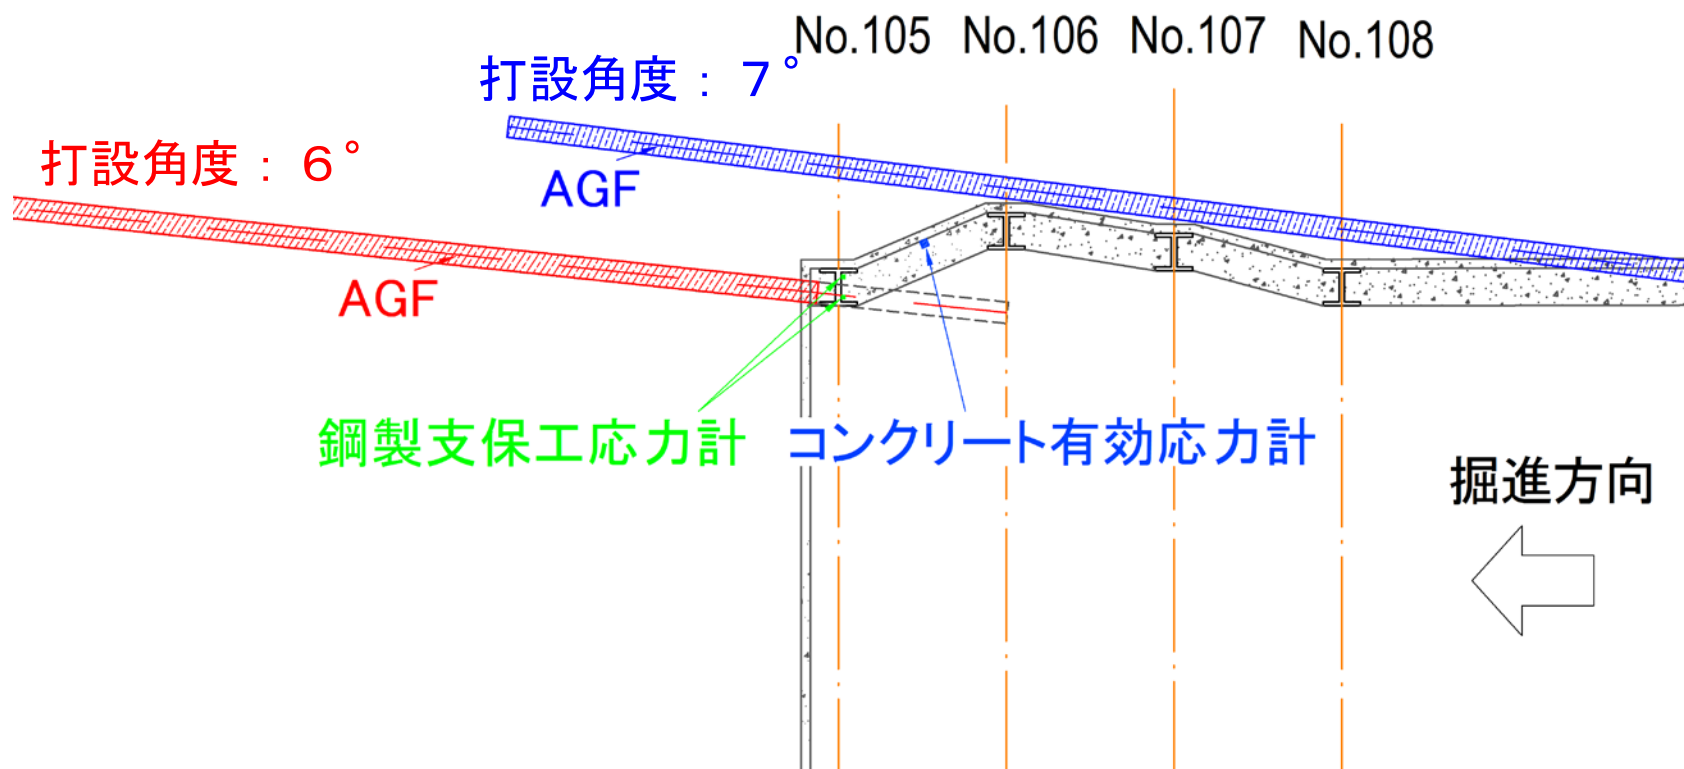 No.105 No.106 No.107 No.108
打設角度：７°
打設角度：６°
AGF
AGF
鋼製支保工応力計
コンクリート有効応力計
掘進方向